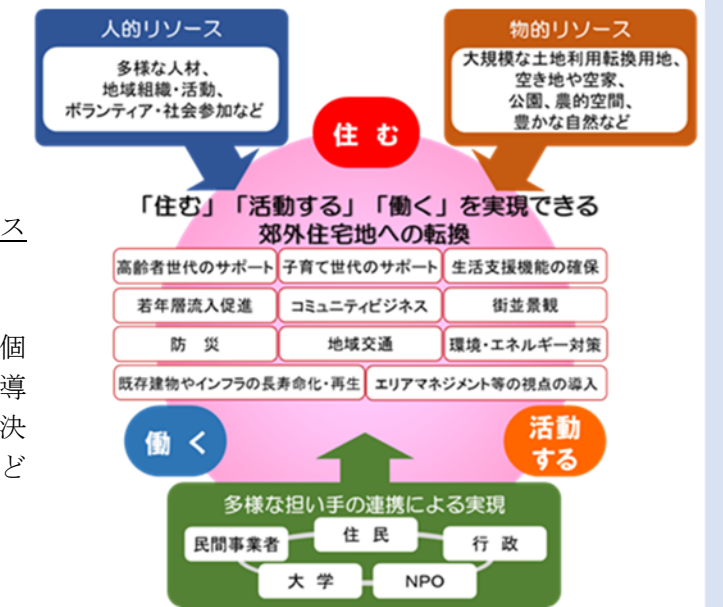 人的リソース
多様な人材、
地域組織・活動、
ボランティア・社会参加など
物的リソース
大規模な土地利用転換用地、
空き地や空家、
公園、農的空間、
豊かな自然など
住 む
「住む」「活動する」「働く」を実現できる
郊外住宅地への転換
高齢者世代のサポート
子育て世代のサポート
生活支援機能の確保
若年層流入促進
コミュニティビジネス
街並景観
防 災
地域交通
環境・エネルギー対策
既存建物やインフラの長寿命化・再生
エリアマネジメント等の視点の導入
働 く
活動
する
多様な担い手の連携による実現
民間事業者
住 民
行 政
大 学
NPO
ス
個
導
決
ど